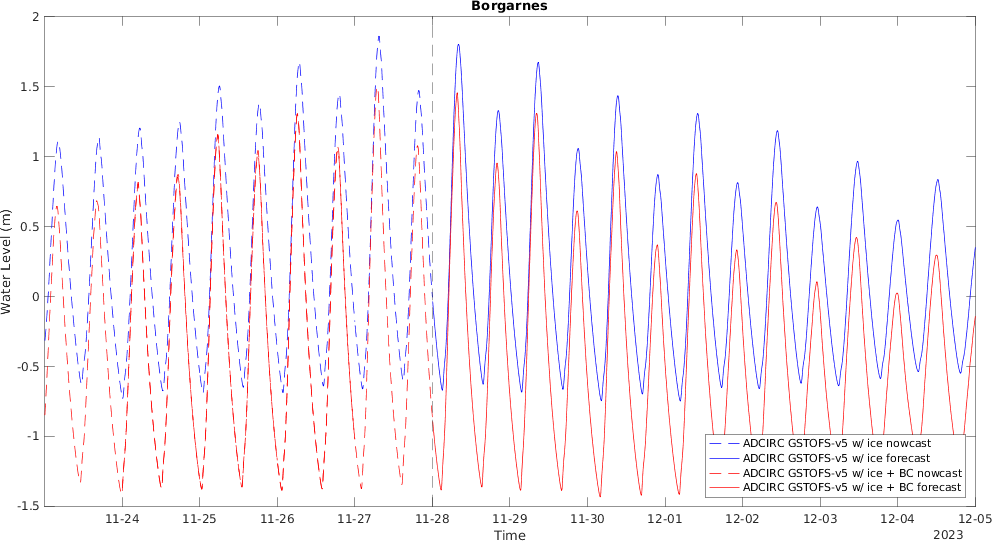 Borgarnes
2
1.5
1
0.5
0
-0.5
-1
-1.5
Water Level (m)
ADCIRC GSTOFS-v5 w/ ice nowcast
ADCIRC GSTOFS-v5 w/ ice forecast
ADCIRC GSTOFS-v5 w/ ice + BC nowcast
ADCIRC GSTOFS-v5 w/ ice + BC forecast
11-24 11-25 11-26 11-27 11-28 11-29 11-30 12-01 12-02 12-03 12-04 12-05
Time
2023